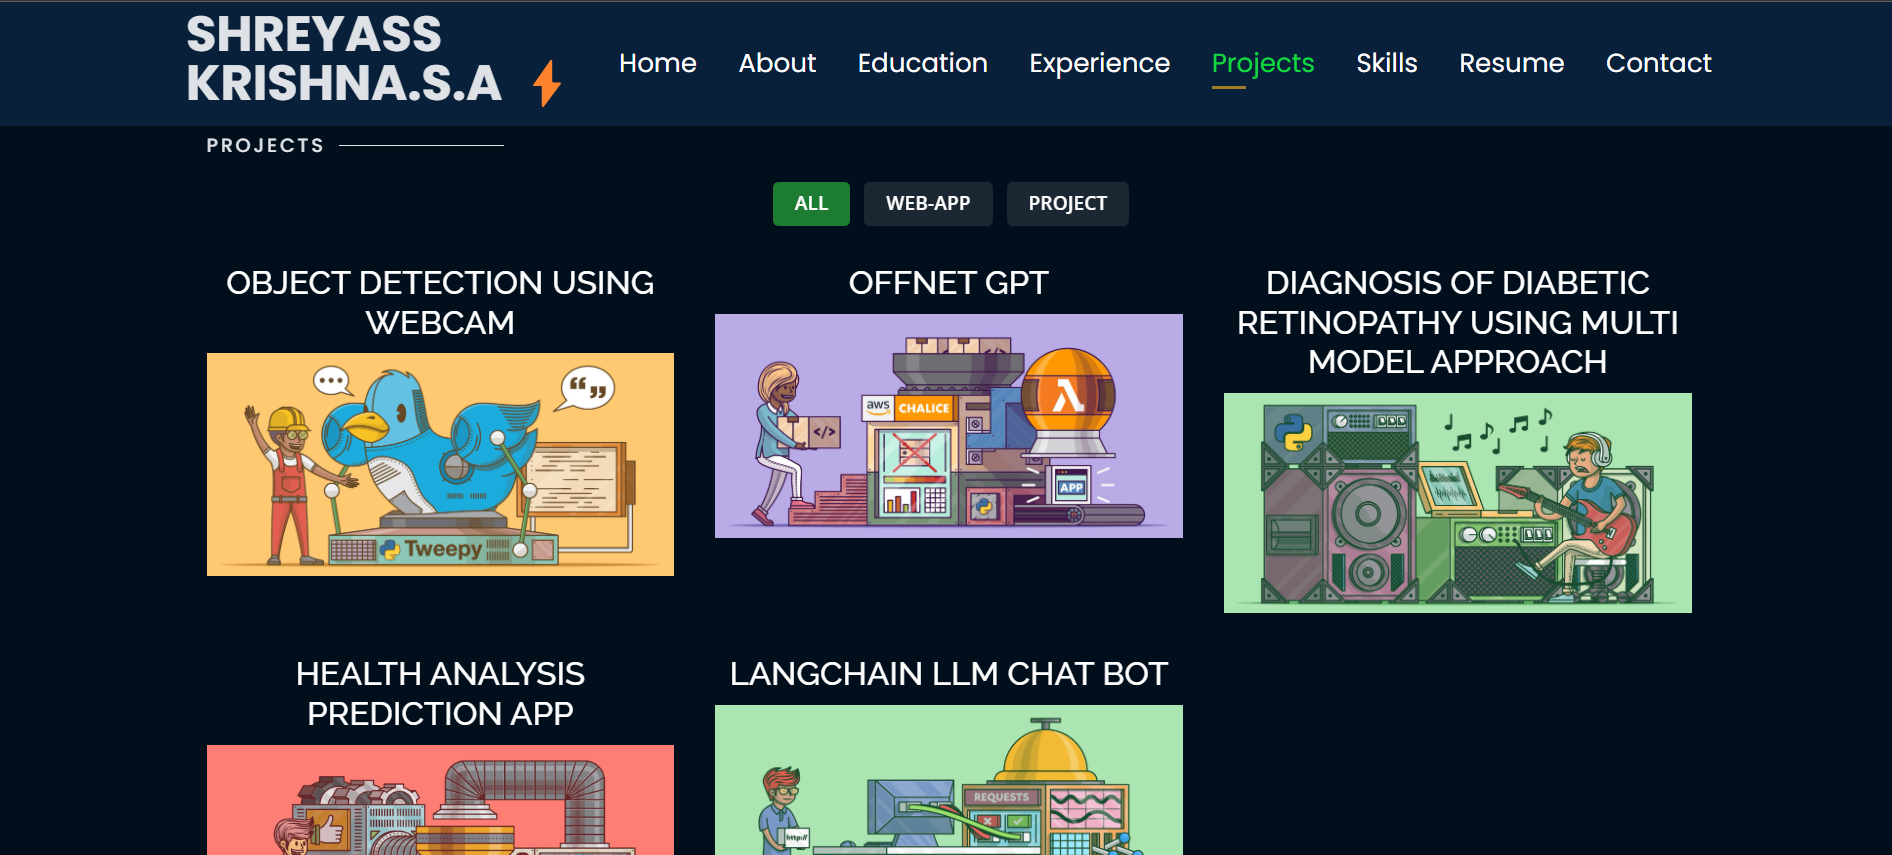 SHREYASS
KRISHNA.S.A
Home About Education Experience Projects Skills Resume Contact
PROJECTS
ALL WEB-APP PROJECT
OBJECT DETECTION USING
WEBCAM
OFFNET GPT
DIAGNOSIS OF DIABETIC
RETINOPATHY USING MULTI
MODEL APPROACH
Tweepy
aws CHALICE
</>
APP
HEALTH ANALYSIS
PREDICTION APP
LANGCHAIN LLM CHAT BOT
REQUESTS
http://